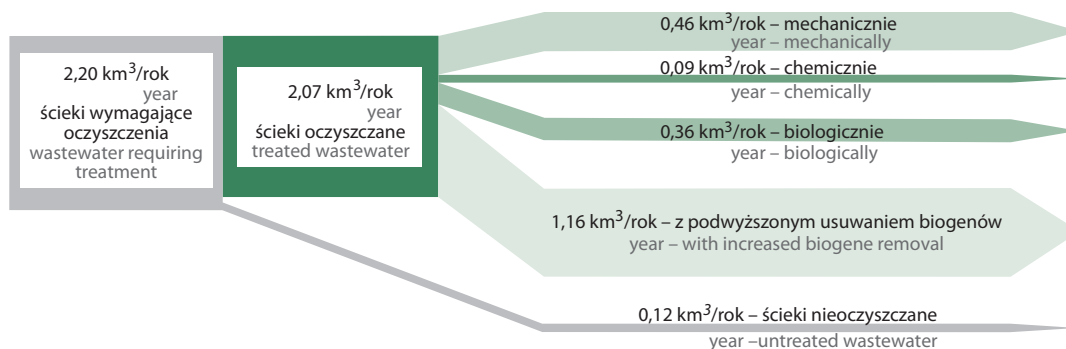 2,20 km³/rok
year
ścieki wymagające
oczyszczenia
wastewater requiring
treatment
2,07 km³/rok
year
ścieki oczyszczane
treated wastewater
0,46 km³/rok – mechanicznie
year – mechanically
0,09 km³/rok – chemicznie
year – chemically
0,36 km³/rok – biologicznie
year – biologically
1,16 km³/rok – z podwyższonym usuwaniem biogenów
year – with increased biogene removal
0,12 km³/rok – ścieki nieoczyszczane
year –untreated wastewater